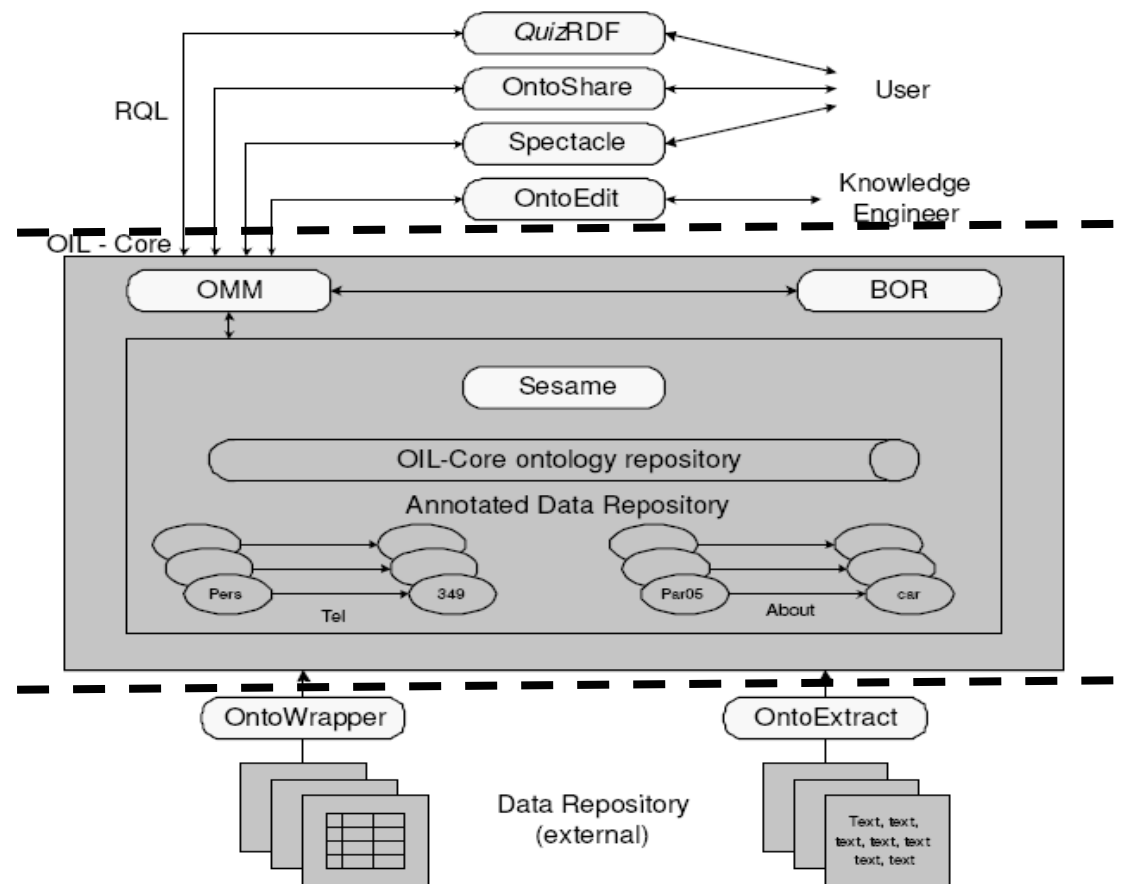 QuizRDF
OntoShare
User
RQL
Spectacle
OntoEdit
Knowledge
Engineer
OIL - Core
OMM
BOR
Sesame
OIL-Core ontology repository
Annotated Data Repository
Pers
349
Par05
car
Tel
About
OntoWrapper
OntoExtract
Data Repository
(external)
Text, text,
text, text, text
text, text